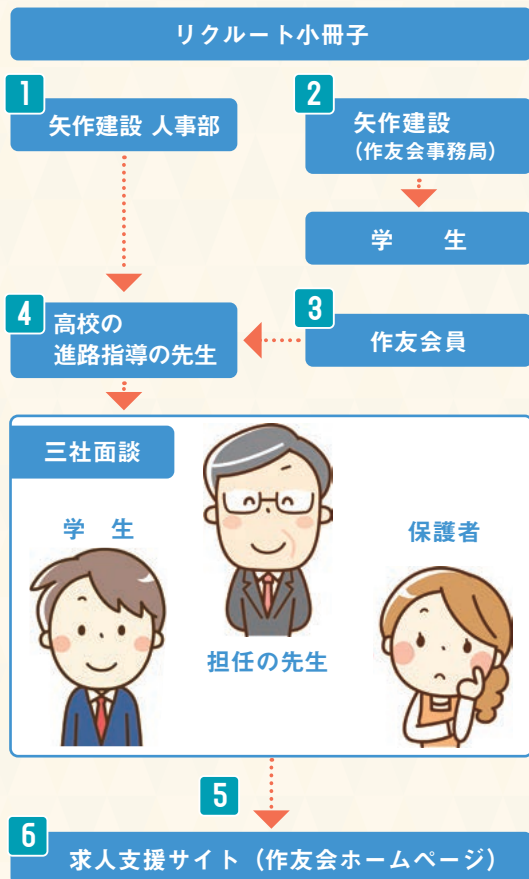 リクルート小冊子
1
矢作建設 人事部
2
矢作建設
（作友会事務局）
学 生
4
高校の
進路指導の先生
3
作友会員
三社面談
学 生
担任の先生
保護者
5
6
求人支援サイト（作友会ホームページ）